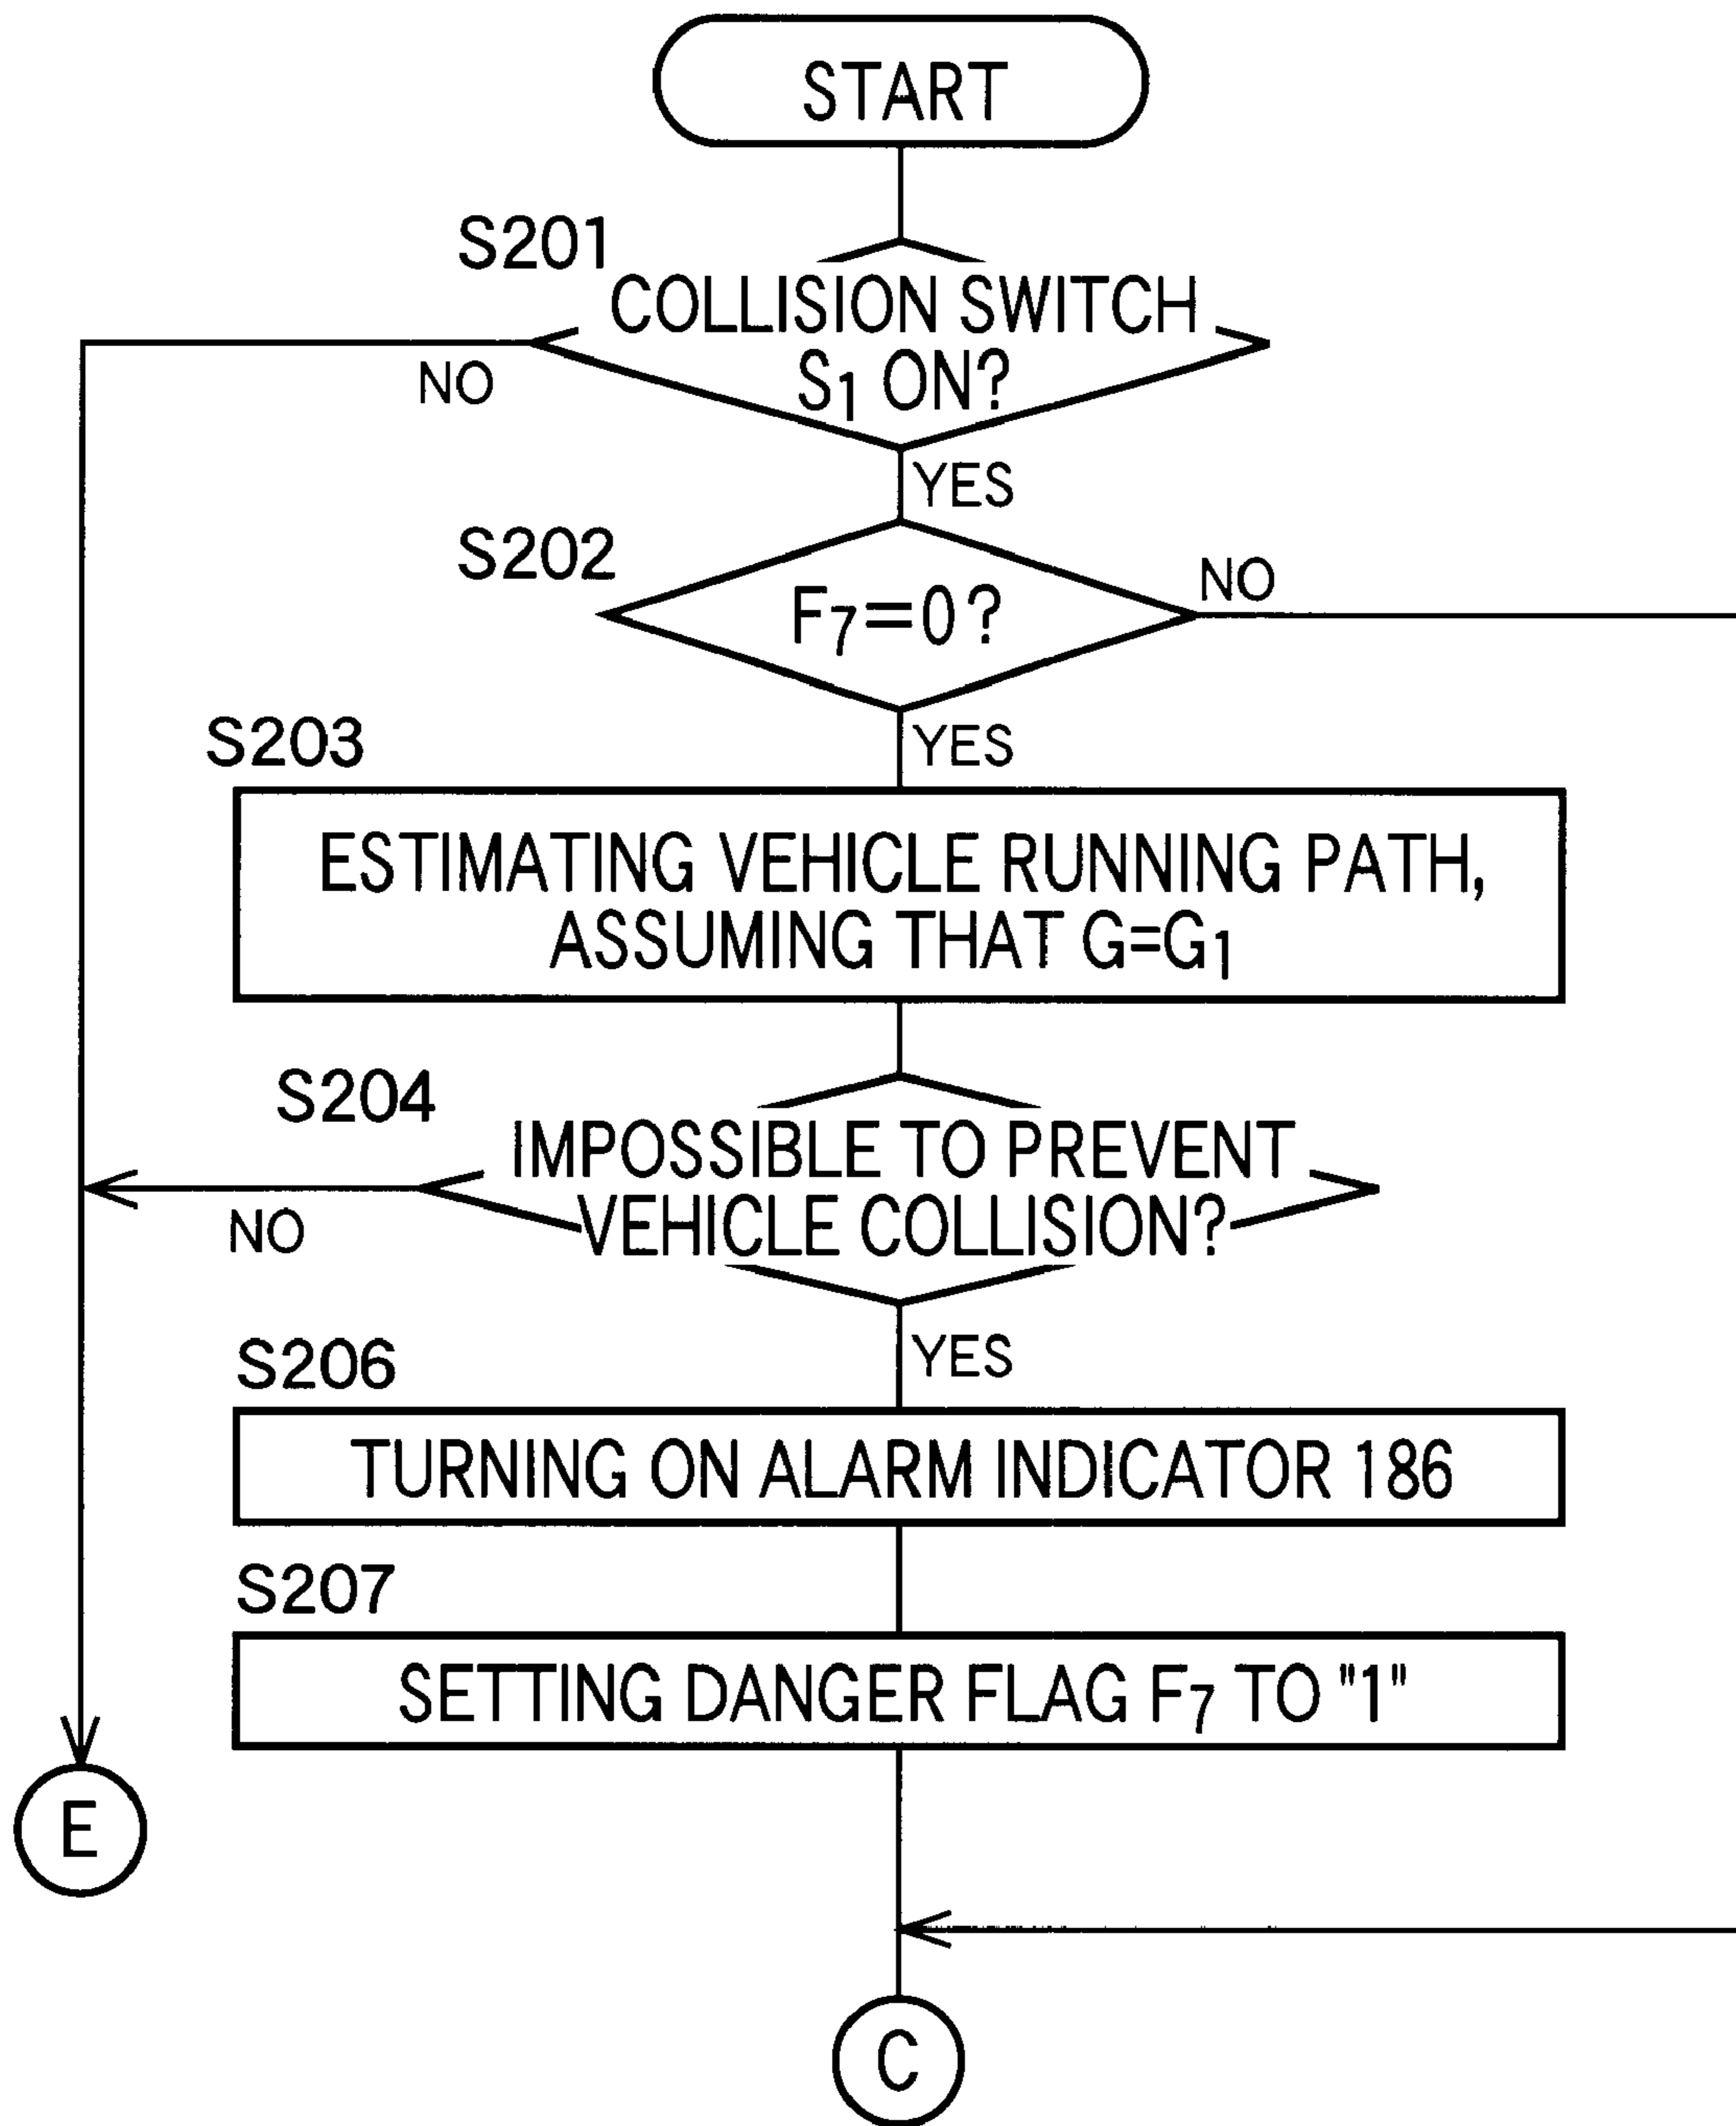 START
S201
COLLISION SWITCH
S1 ON?
NO
YES
S202
F7=0?
NO
YES
S203
ESTIMATING VEHICLE RUNNING PATH,
ASSUMING THAT G=G1
S204
IMPOSSIBLE TO PREVENT
VEHICLE COLLISION?
NO
YES
S206
TURNING ON ALARM INDICATOR 186
S207
SETTING DANGER FLAG F7 TO "1"
E
C